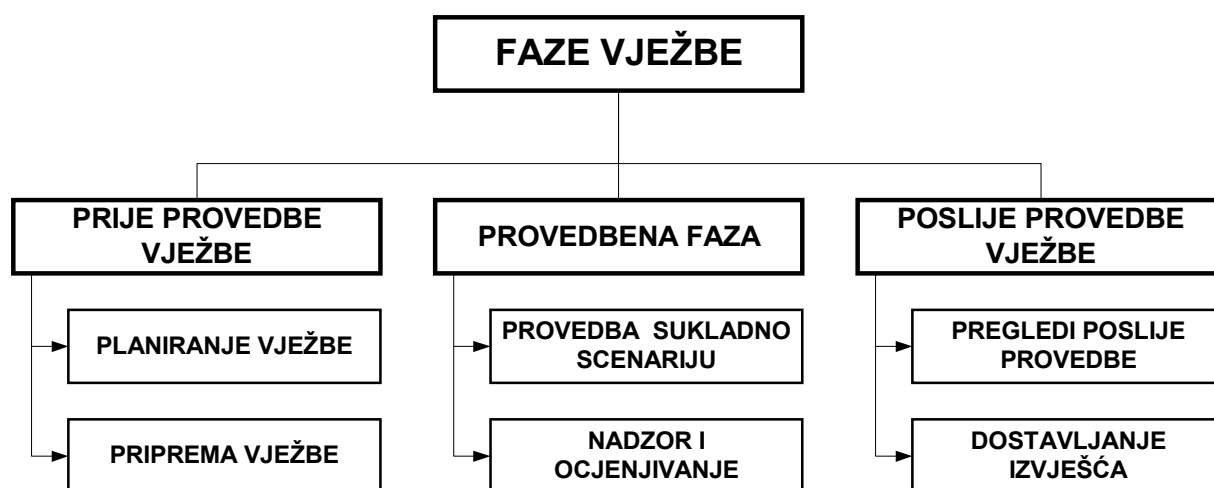 FAZE VJEŽBE
PRIJE PROVEDBE
VJEŽBE
PROVEDBENA FAZA
POSLIJE PROVEDBE
VJEŽBE
PLANIRANJE VJEŽBE
PROVEDBA  SUKLADNO
SCENARIJU
PREGLEDI POSLIJE
PROVEDBE
PRIPREMA VJEŽBE
NADZOR I
OCJENJIVANJE
DOSTAVLJANJE
IZVJEŠĆA